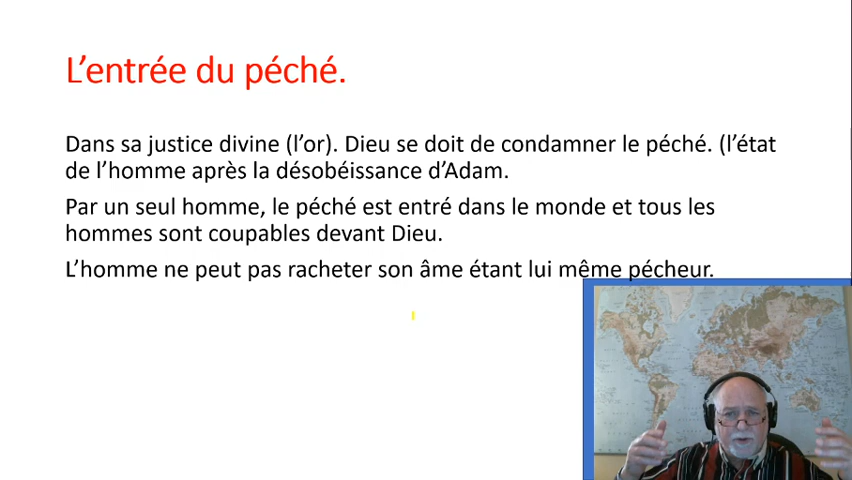 L’entrée du péché.
Dans sa justice divine (l’or). Dieu se doit de condamner le péché. (l’état
de l’homme après la désobéissance d’Adam.
Par un seul homme, le péché est entré dans le monde et tous les
hommes sont coupables devant Dieu.
L’homme ne peut pas racheter son âme étant lui même pécheur.